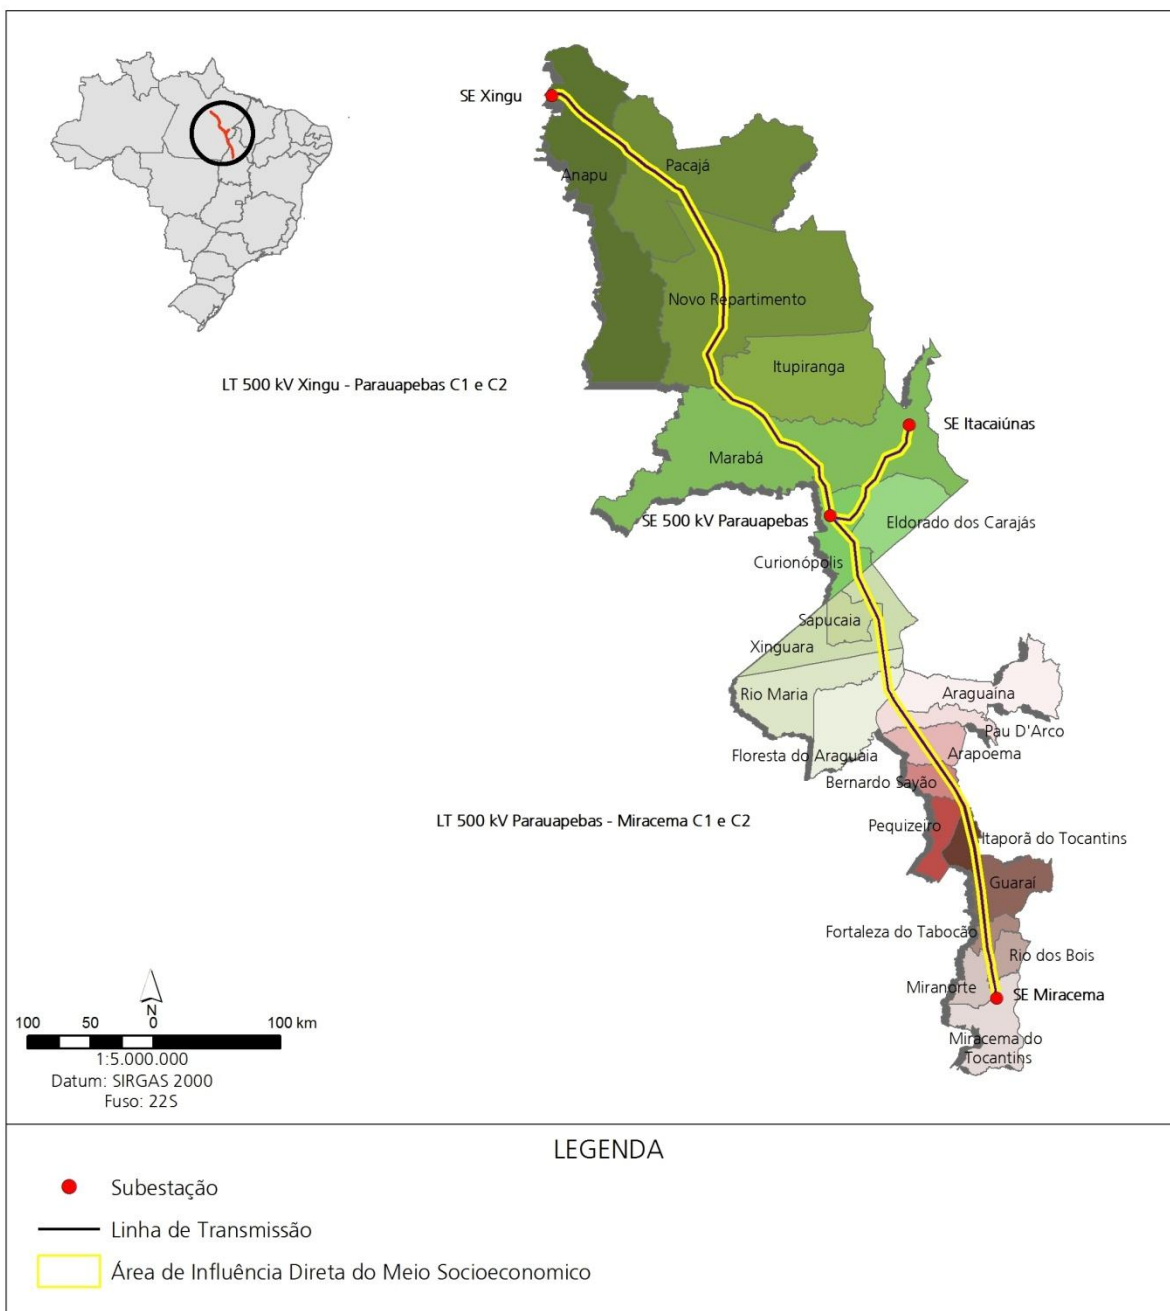 SE Xingu
Pacajá
Anapu
Novo Repartimento
Itupiranga
LT 500 kV Xingu - Parauapebas C1 e C2
SE Itacaiúnas
Marabá
SE 500 kV Parauapebas
Eldorado dos Carajás
Curionópolis
Sapucaia
Xinguara
Rio Maria
Araguaína
Pau D'Arco
Floresta do Araguaia
Arapoema
Bernardo Sayão
LT 500 kV Parauapebas - Miracema C1 e C2
Pequizeiro
Itaporã do Tocantins
Guaraí
Fortaleza do Tabocão
Rio dos Bois
Miranorte
SE Miracema
Miracema do
Tocantins
N
100 50 0 100 km
1:5.000.000
Datum: SIRGAS 2000
Fuso: 22S
LEGENDA
Subestação
Linha de Transmissão
Área de Influência Direta do Meio Socioeconomico